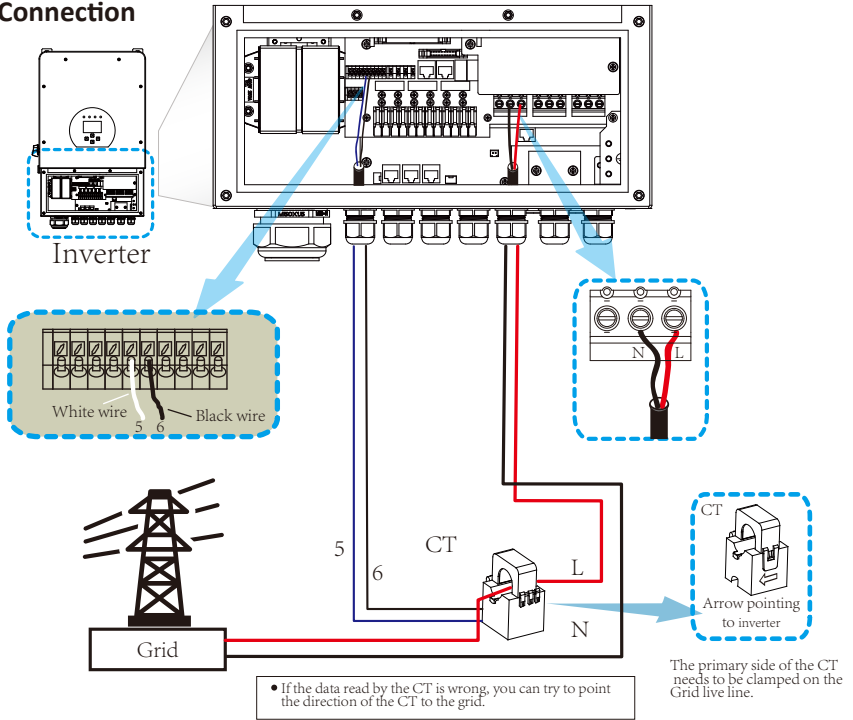 Connection
Inverter
N
L
White wire
5
6
Black wire
5
6
CT
L
N
Grid
CT
Arrow pointing
to inverter
The primary side of the CT
needs to be clamped on the
Grid live line.
• If the data read by the CT is wrong, you can try to point
the direction of the CT to the grid.